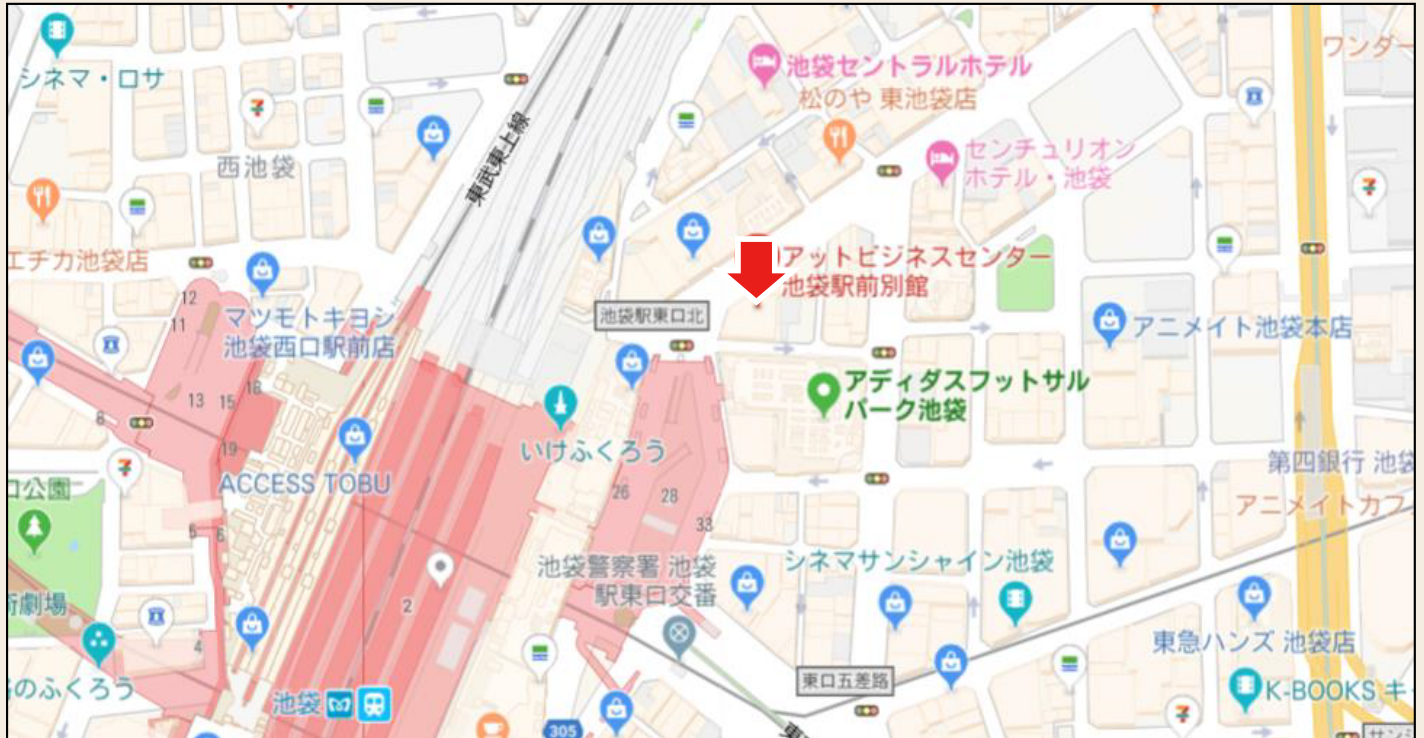 シネマ・ロサ
ワンダー
池袋セントラルホテル
松のや 東池袋店
東武東上線
西池袋
センチュリオン
ホテル・池袋
エチカ池袋店
アットビジネスセンター
池袋駅前別館
12
11
マツモトキヨシ
池袋西口駅前店
池袋駅東口北
アニメイト池袋本店
アディダスフットサル
パーク池袋
18
13
15
8
19
いけふくろう
ACCESS TOBU
口公園
26
28
33
第四銀行 池袋
アニメイトカフ
5
6
池袋警察署 池袋
駅東口交番
シネマサンシャイン池袋
術劇場
2
4
東急ハンズ 池袋店
のふくろう
東口五差路
池袋
K-BOOKS キ
305
東
サンシ